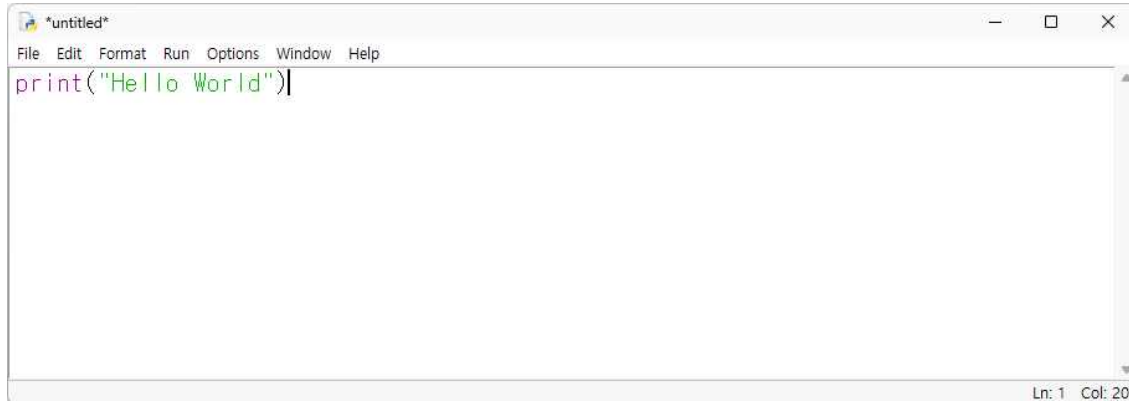 *untitled*
File Edit Format Run Options Window Help
print("Hello World")
Ln: 1 Col: 20